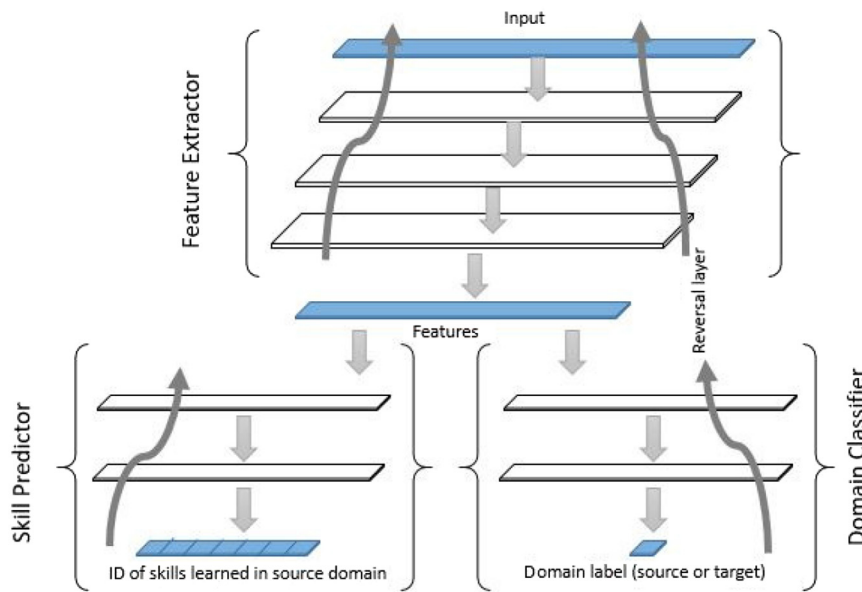 Input
Feature Extractor
Reversal layer
Features
Skill Predictor
Domain Classifier
ID of skills learned in source domain
Domain label (source or target)